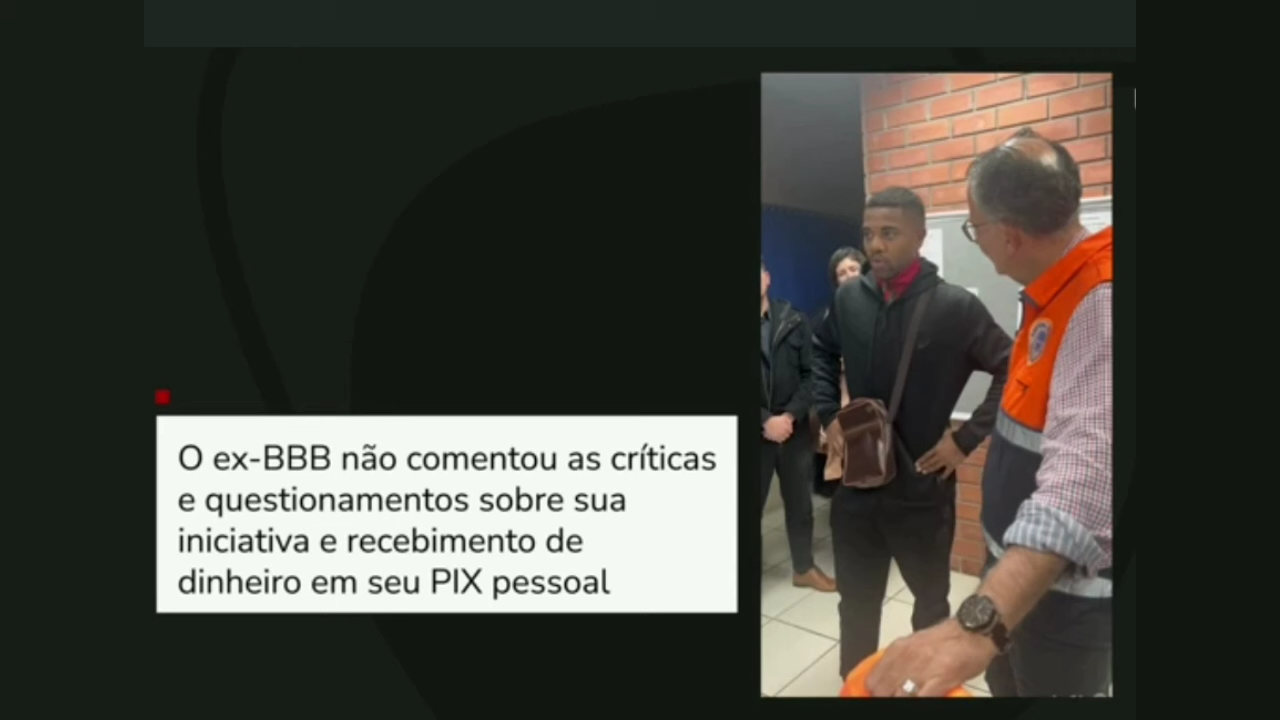 O ex-BBB não comentou as críticas
e questionamentos sobre sua
iniciativa e recebimento de
dinheiro em seu PIX pessoal